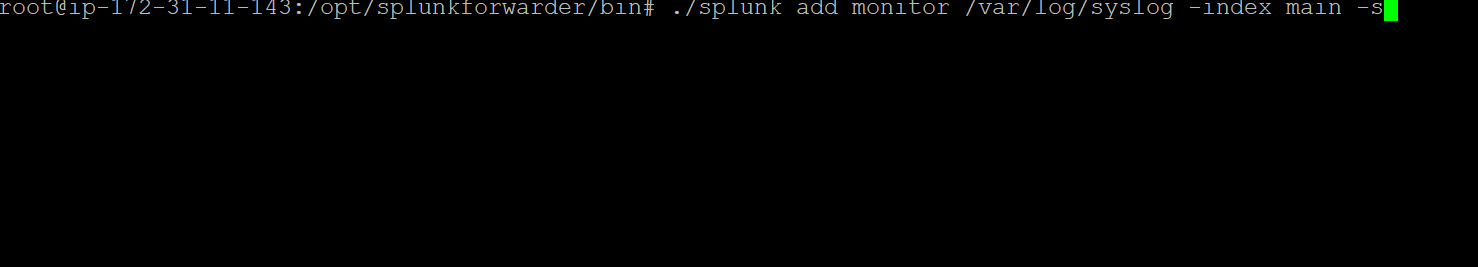 root@ip-172-31-11-143:/opt/splunkforwarder/bin# ./splunk add monitor /var/log/syslog -index main -s